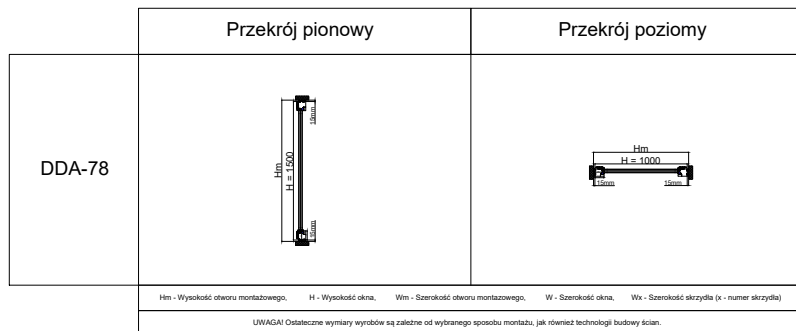 Przekrój pionowy
Przekrój poziomy
DDA-78
Hm
H = 1500
15mm
15mm
Hm
H = 1000
15mm
15mm
Hm - Wysokość otworu montażowego, H - Wysokość okna, Wm - Szerokość otworu montazowego, W - Szerokość okna, Wx - Szerokość skrzydła (x - numer skrzydła)
UWAGA! Ostateczne wymiary wyrobów są zależne od wybranego sposobu montażu, jak również technologii budowy ścian.